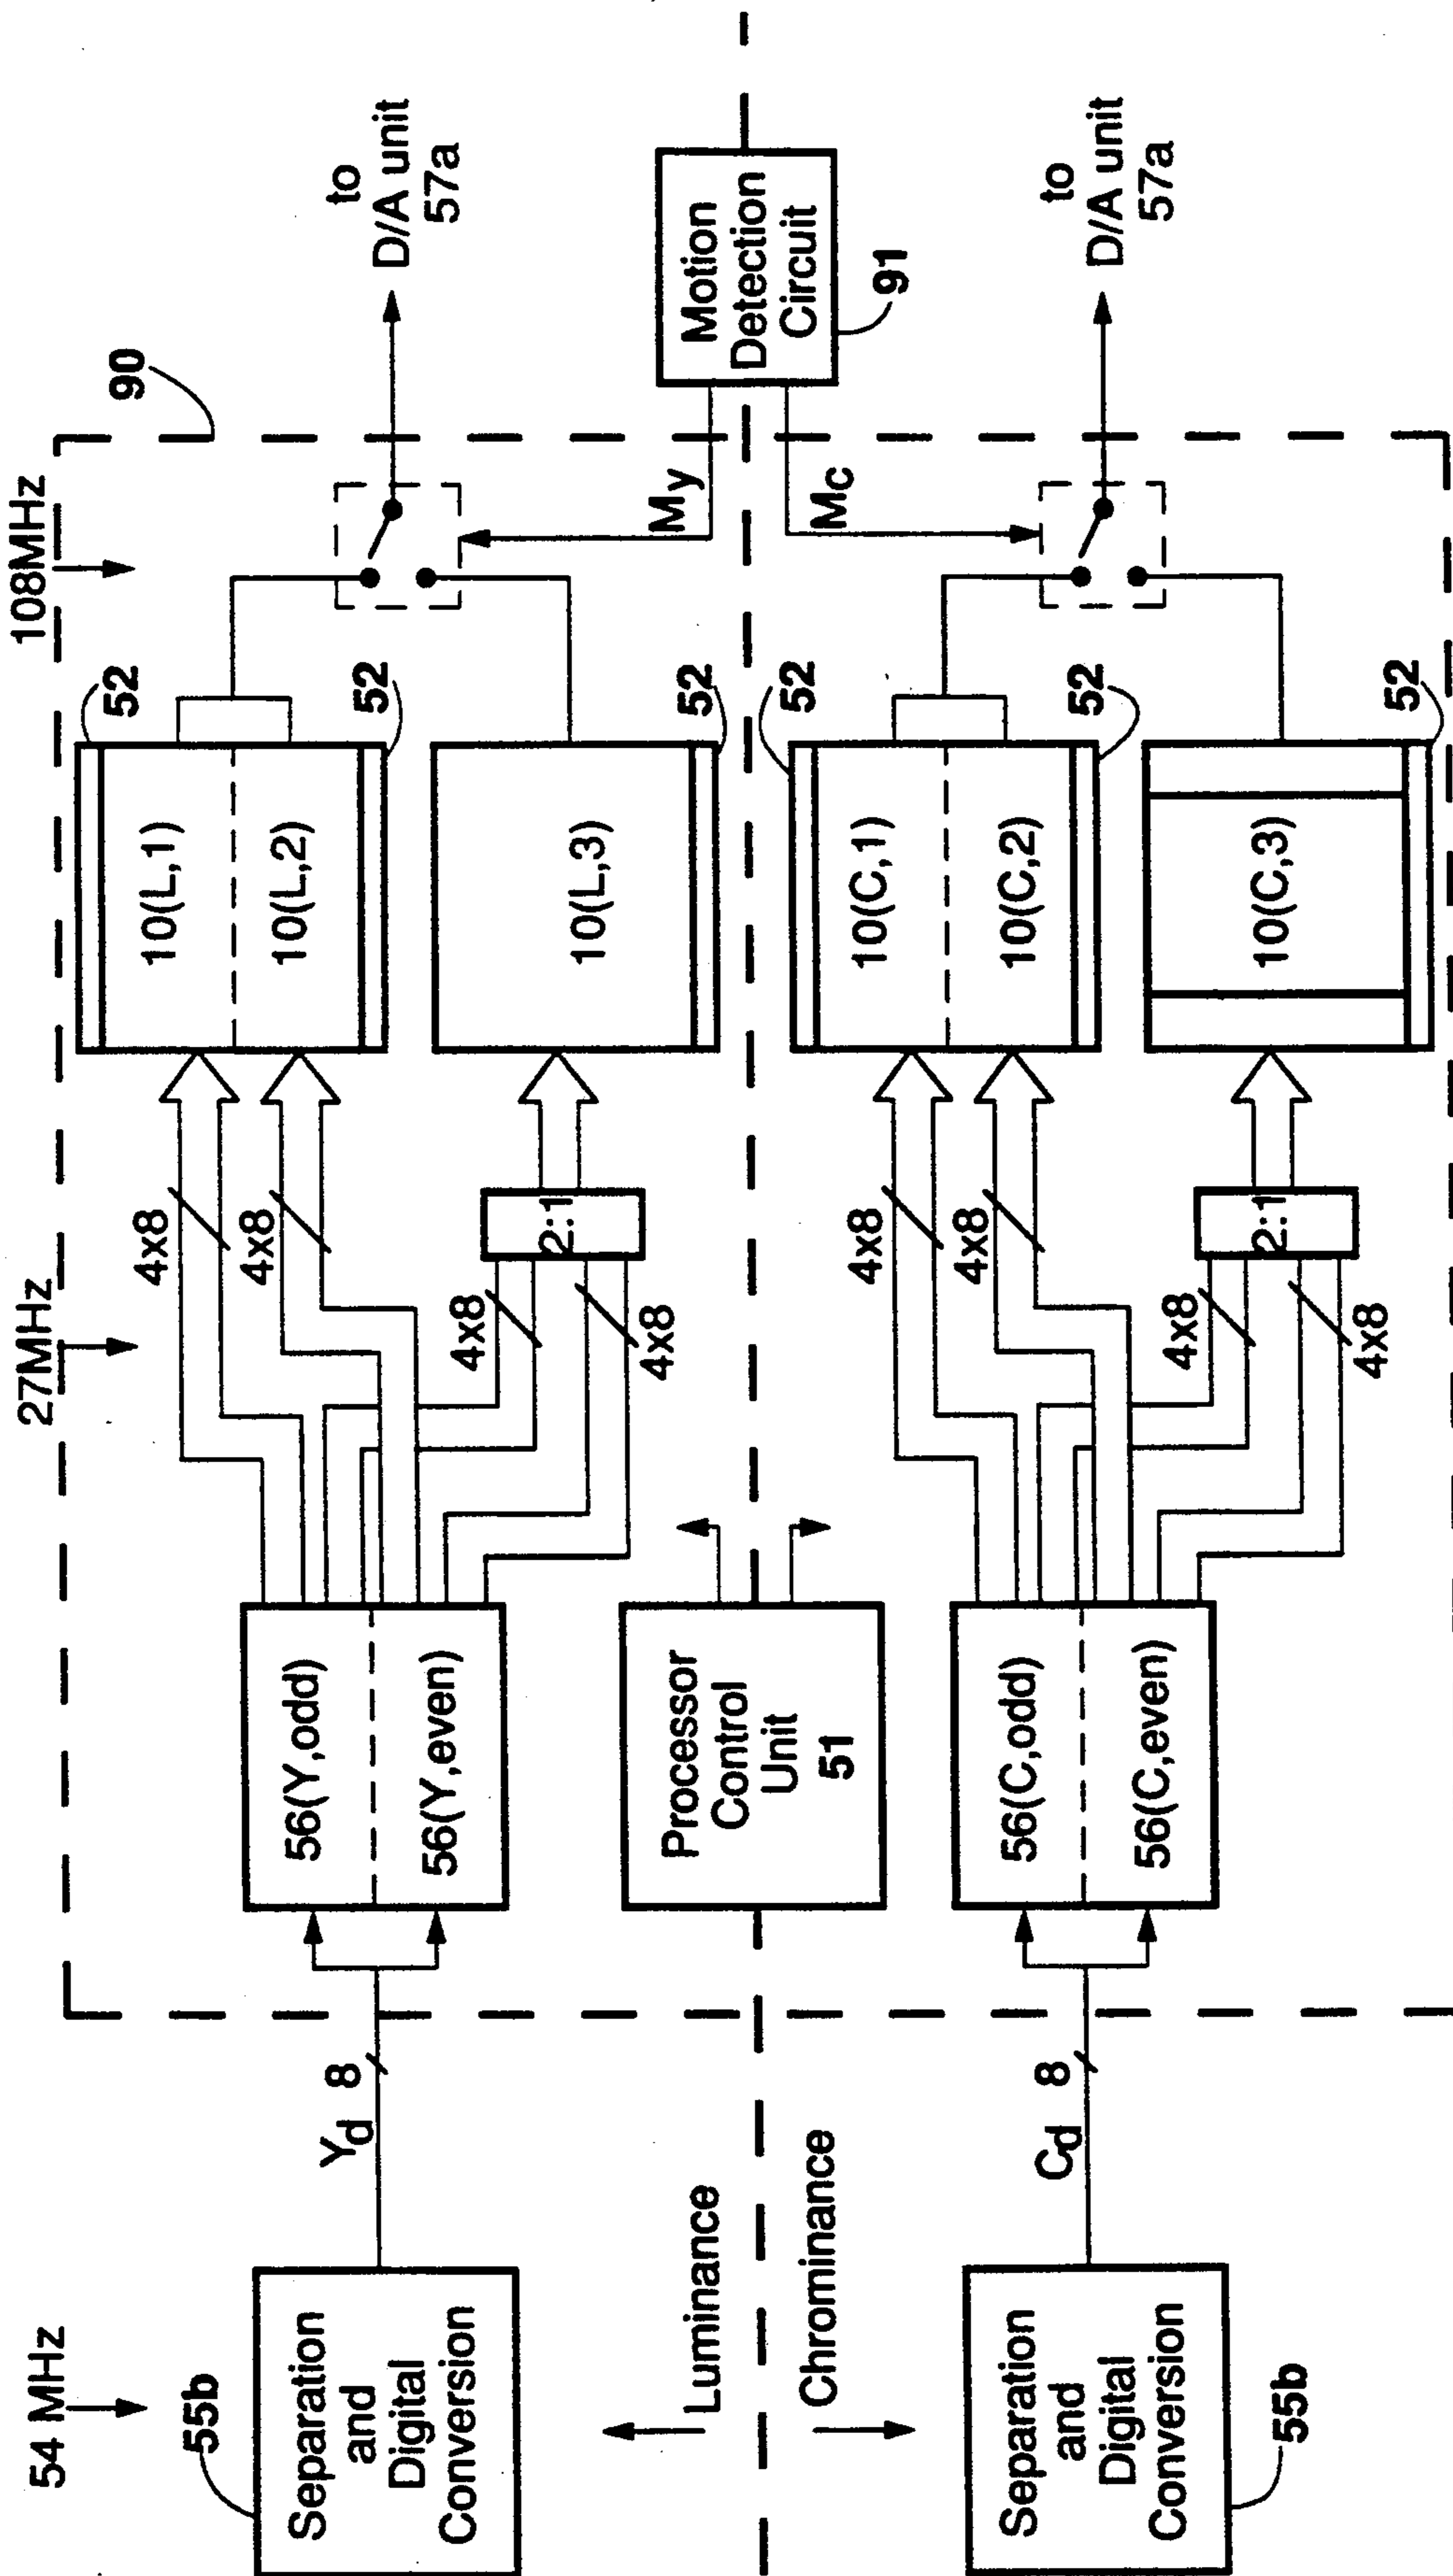 54 MHz
27MHz
108MHz
90
55b
Separation
and
Digital
Conversion
Yd
8
56(Y,odd)
56(Y,even)
4x8
4x8
4x8
4x8
2:1
52
10(L,1)
10(L,2)
52
10(L,3)
52
to
D/A unit
57a
My
Luminance
Processor
Control
Unit
51
Motion
Detection
Circuit
91
Chrominance
Mc
Separation
and
Digital
Conversion
55b
Cd
8
56(C,odd)
56(C,even)
4x8
4x8
4x8
4x8
2:1
52
10(C,1)
10(C,2)
52
10(C,3)
52
to
D/A unit
57a